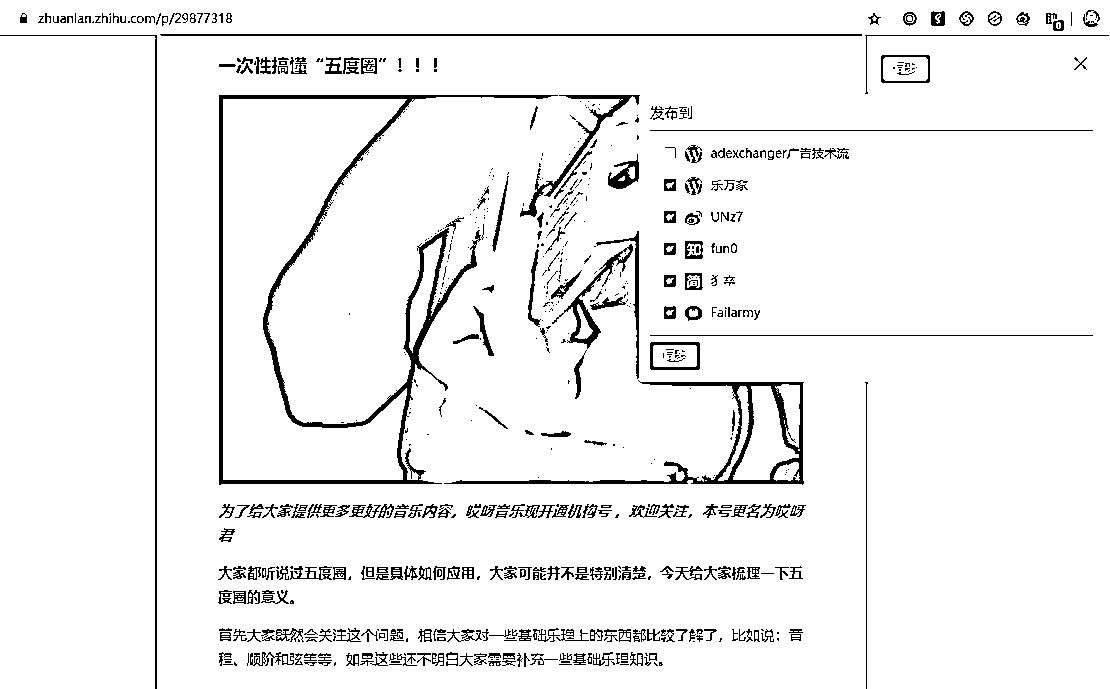 zhuanlan.zhihu.com/p/29877318
一次性搞懂“五度圈”！！！
发布到
adexchanger广告技术流
乐万家
UNz7
fun0
犭卒
Failarmy
为了给大家提供更多更好的音乐内容，哎呀音乐现开通机构号，欢迎关注，本号更名为哎呀
君
大家都听说过五度圈，但是具体如何应用，大家可能并不是特别清楚，今天给大家梳理一下五
度圈的意义。
首先大家既然会关注这个问题，相信大家对一些基础乐理上的东西都比较了解了，比如说：音
程、顺阶和弦等等，如果这些还不明白大家需要补充一些基础乐理知识。